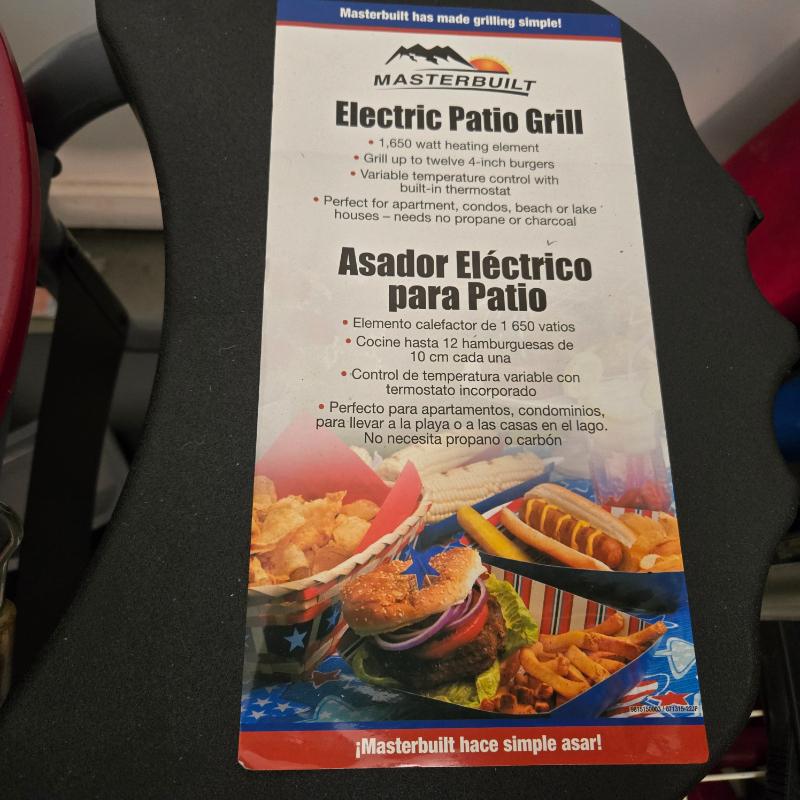 Masterbuilt has made grilling simple!
MASTERBUILT
Electric Patio Grill
• 1,650 watt heating element
• Grill up to twelve 4-inch burgers
• Variable temperature control with
built-in thermostat
• Perfect for apartment, condos, beach or lake
houses – needs no propane or charcoal
Asador Eléctrico
para Patio
• Elemento calefactor de 1 650 vatios
• Cocine hasta 12 hamburguesas de
10 cm cada una
• Control de temperatura variable con
termostato incorporado
• Perfecto para apartamentos, condominios,
para llevar a la playa o a las casas en el lago.
No necesita propano o carbón
¡Masterbuilt hace simple asar!